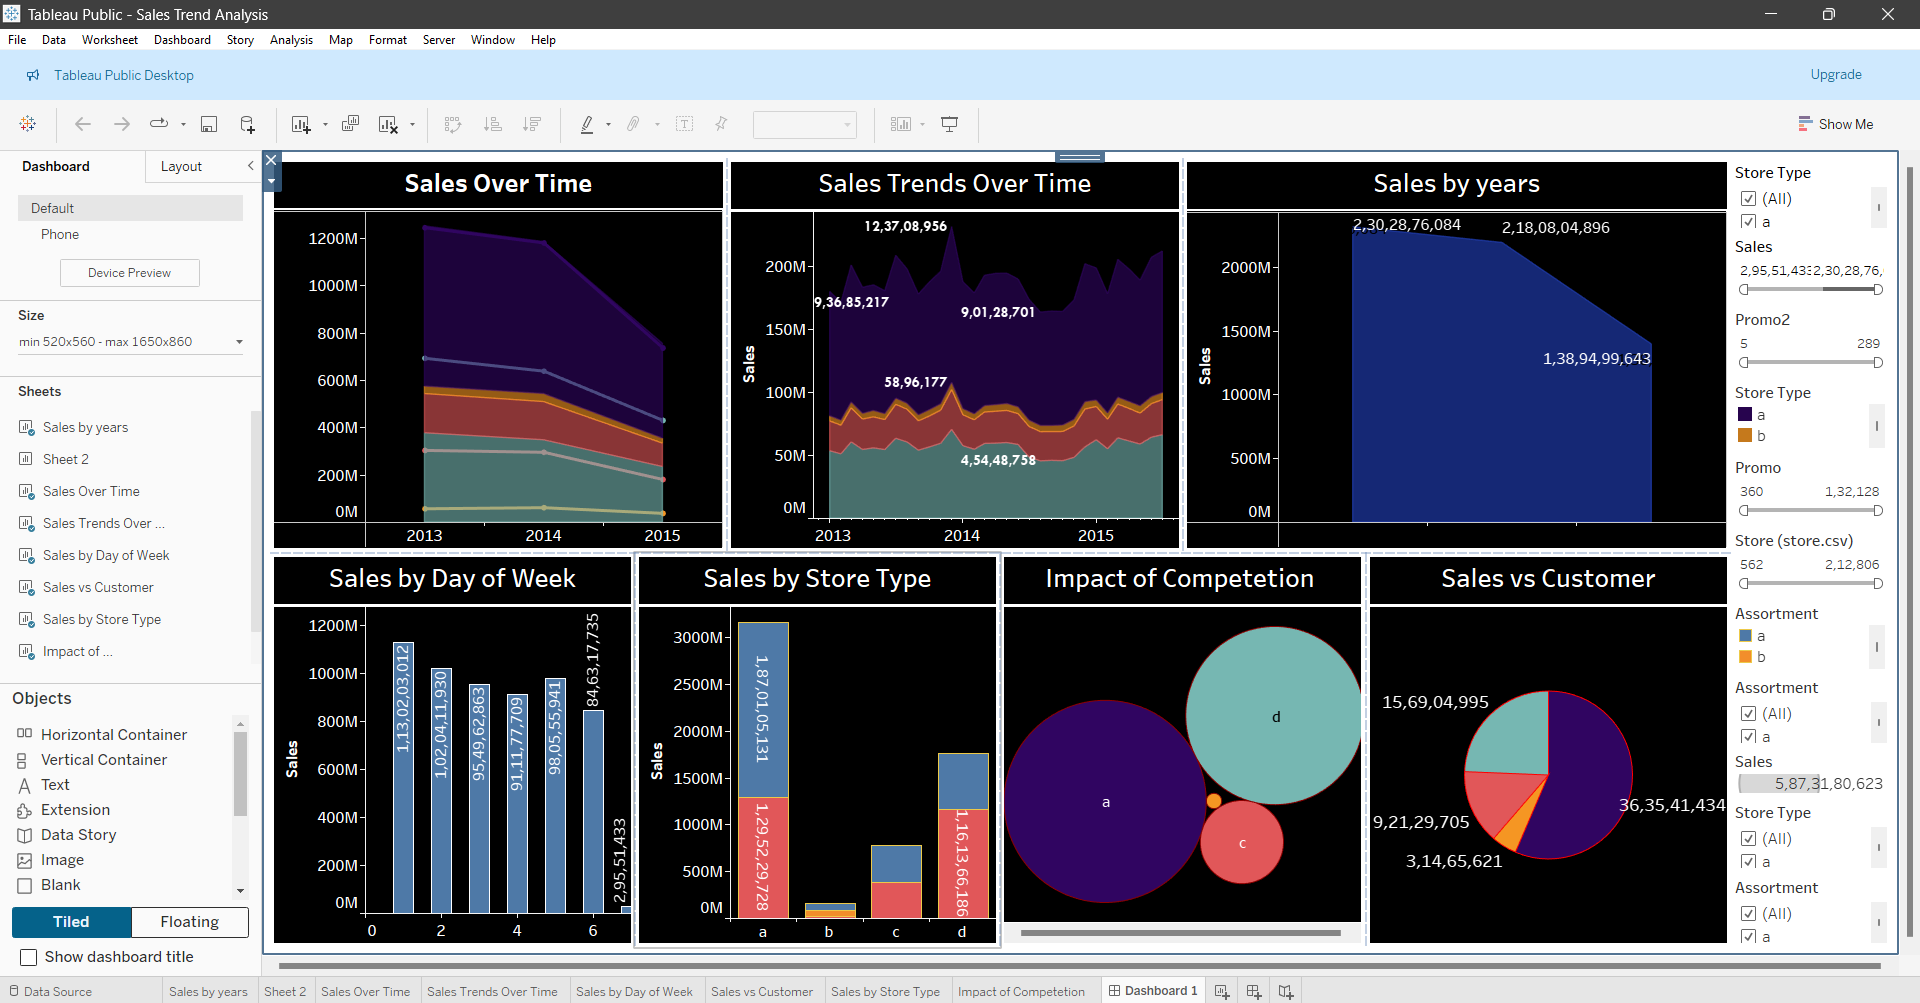 Tableau Public - Sales Trend Analysis
File Data Worksheet Dashboard Story Analysis Map Format Server Window Help
Tableau Public Desktop
Upgrade
Show Me
Dashboard
Layout
Default
Phone
Device Preview
Size
min 520x560 - max 1650x860
Sheets
Sales by years
Sheet 2
Sales Over Time
Sales Trends Over ...
Sales by Day of Week
Sales vs Customer
Sales by Store Type
Impact of ...
Objects
Horizontal Container
Vertical Container
Text
Extension
Data Story
Image
Blank
Tiled
Floating
Show dashboard title
Sales Over Time
1200M
1000M
800M
600M
400M
200M
0M
2013 2014 2015
Sales Trends Over Time
Sales
200M
150M
100M
50M
0M
12,37,08,956
9,36,85,217
9,01,28,701
58,96,177
4,54,48,758
2013 2014 2015
Sales by years
Sales
2000M
1500M
1000M
500M
0M
2,30,28,76,084
2,18,08,04,896
1,38,94,99,643
Sales by Day of Week
Sales
1200M
1000M
800M
600M
400M
200M
0M
1,13,02,03,012
1,02,04,11,930
95,49,62,863
91,11,77,709
98,05,55,941
84,63,17,735
2,95,51,433
0 2 4 6
Sales by Store Type
Sales
3000M
2500M
2000M
1500M
1000M
500M
0M
1,87,01,05,131
1,29,52,29,728
1,16,13,66,186
a b c d
Impact of Competetion
a
d
c
Sales vs Customer
15,69,04,995
36,35,41,434
9,21,29,705
3,14,65,621
Store Type
(All)
a
Sales
2,95,51,433
2,30,28,76,
Promo2
5 289
Store Type
a
b
Promo
360 1,32,128
Store (store.csv)
562 2,12,806
Assortment
a
b
Assortment
(All)
a
Sales
5,87,31,80,623
Store Type
(All)
a
Assortment
(All)
a
Data Source Sales by years Sheet 2 Sales Over Time Sales Trends Over Time Sales by Day of Week Sales vs Customer Sales by Store Type Impact of Competetion Dashboard 1